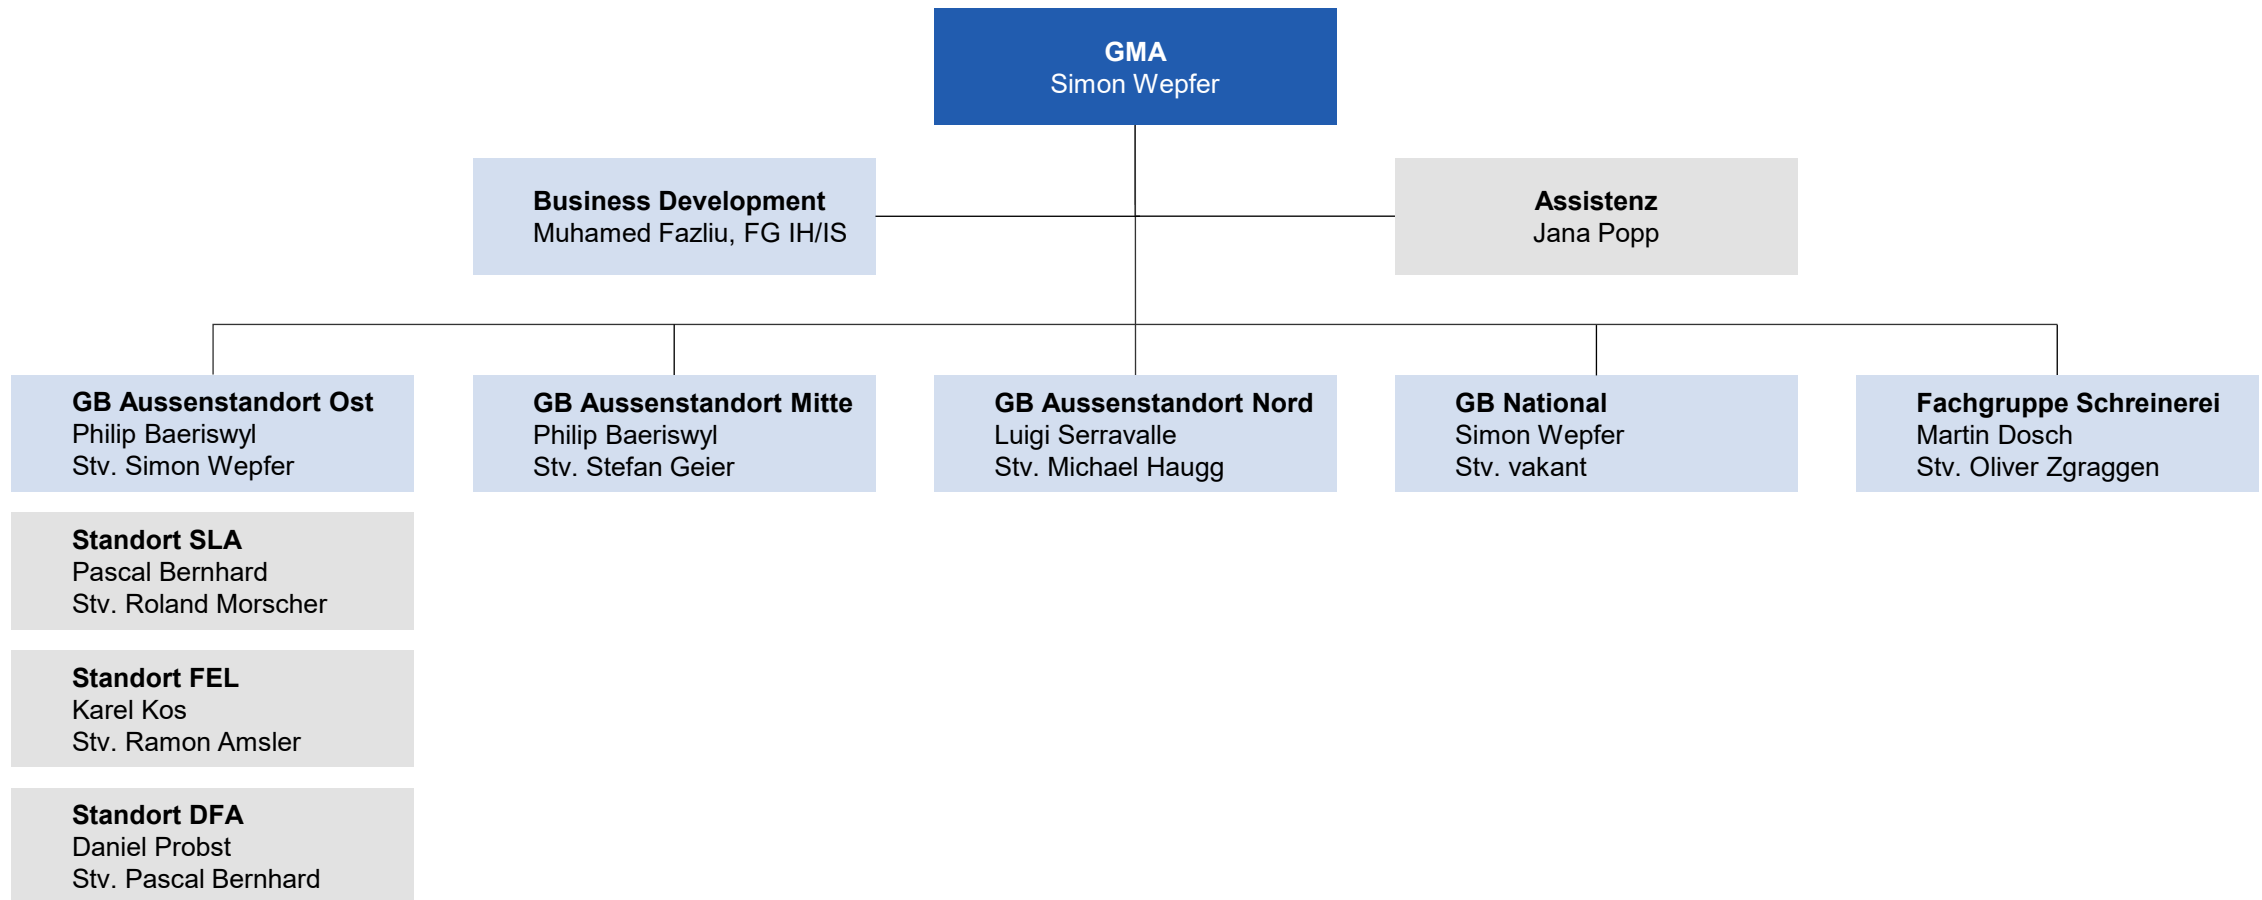 GMA
Simon Wepfer
Business Development
Muhamed Fazliu, FG IH/IS
Assistenz
Jana Popp
GB Aussenstandort Ost
Philip Baeriswyl
Stv. Simon Wepfer
GB Aussenstandort Mitte
Philip Baeriswyl
Stv. Stefan Geier
GB Aussenstandort Nord
Luigi Serravalle
Stv. Michael Haugg
GB National
Simon Wepfer
Stv. vakant
Fachgruppe Schreinerei
Martin Dosch
Stv. Oliver Zgraggen
Standort SLA
Pascal Bernhard
Stv. Roland Morscher
Standort FEL
Karel Kos
Stv. Ramon Amsler
Standort DFA
Daniel Probst
Stv. Pascal Bernhard